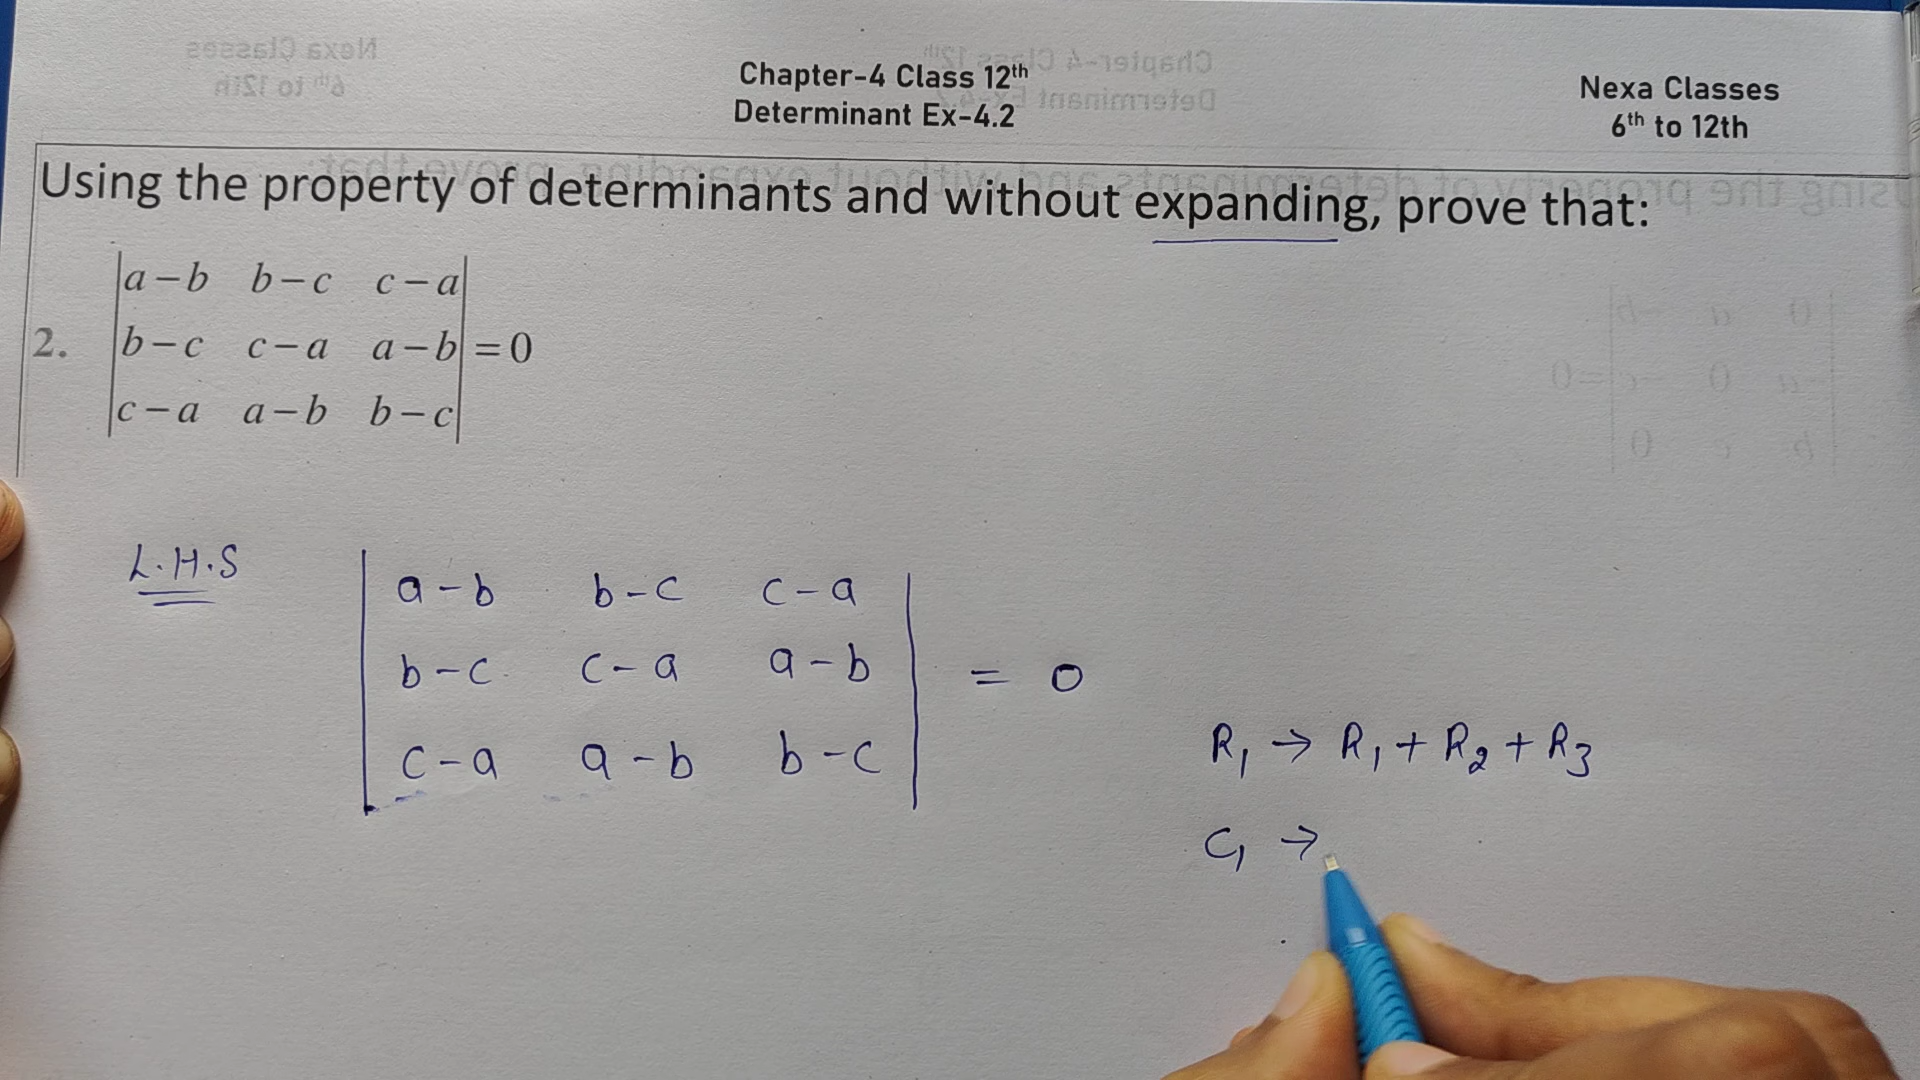 Chapter-4 Class 12th
Determinant Ex-4.2
Nexa Classes
6th to 12th
Using the property of determinants and without expanding, prove that:
2. |a-b b-c c-a|
|b-c c-a a-b| = 0
|c-a a-b b-c|
L.H.S
| a-b b-c c-a |
| b-c c-a a-b | = 0
| c-a a-b b-c |
R₁ → R₁ + R₂ + R₃
C₁ →